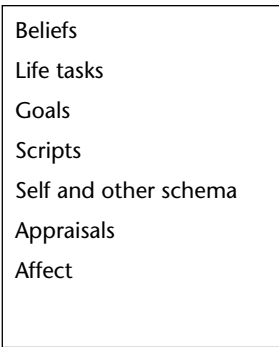 Beliefs
Life tasks
Goals
Scripts
Self and other schema
Appraisals
Affect